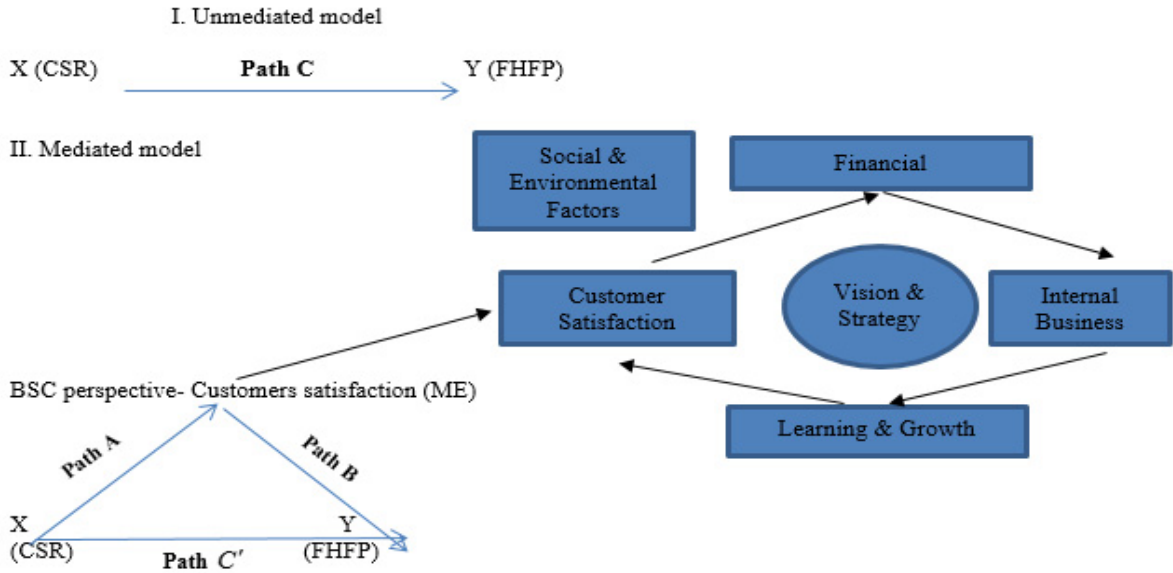 I. Unmediated model
X (CSR)
Path C
Y (FHFP)
II. Mediated model
Social &
Environmental
Factors
Financial
Customer
Satisfaction
Vision &
Strategy
Internal
Business
Learning & Growth
BSC perspective- Customers satisfaction (ME)
Path A
Path B
X
(CSR)
Y
(FHFP)
Path C′